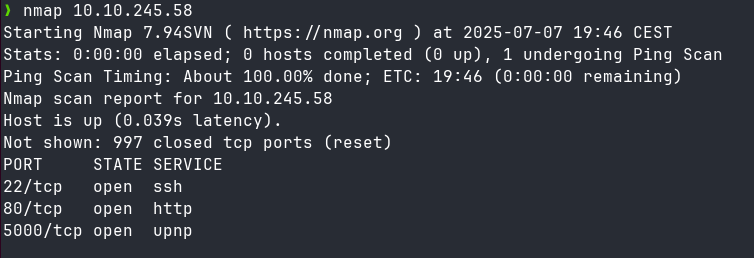 ❯ nmap 10.10.245.58
Starting Nmap 7.94SVN ( https://nmap.org ) at 2025-07-07 19:46 CEST
Stats: 0:00:00 elapsed; 0 hosts completed (0 up), 1 undergoing Ping Scan
Ping Scan Timing: About 100.00% done; ETC: 19:46 (0:00:00 remaining)
Nmap scan report for 10.10.245.58
Host is up (0.039s latency).
Not shown: 997 closed tcp ports (reset)
PORT     STATE SERVICE
22/tcp   open  ssh
80/tcp   open  http
5000/tcp open  upnp